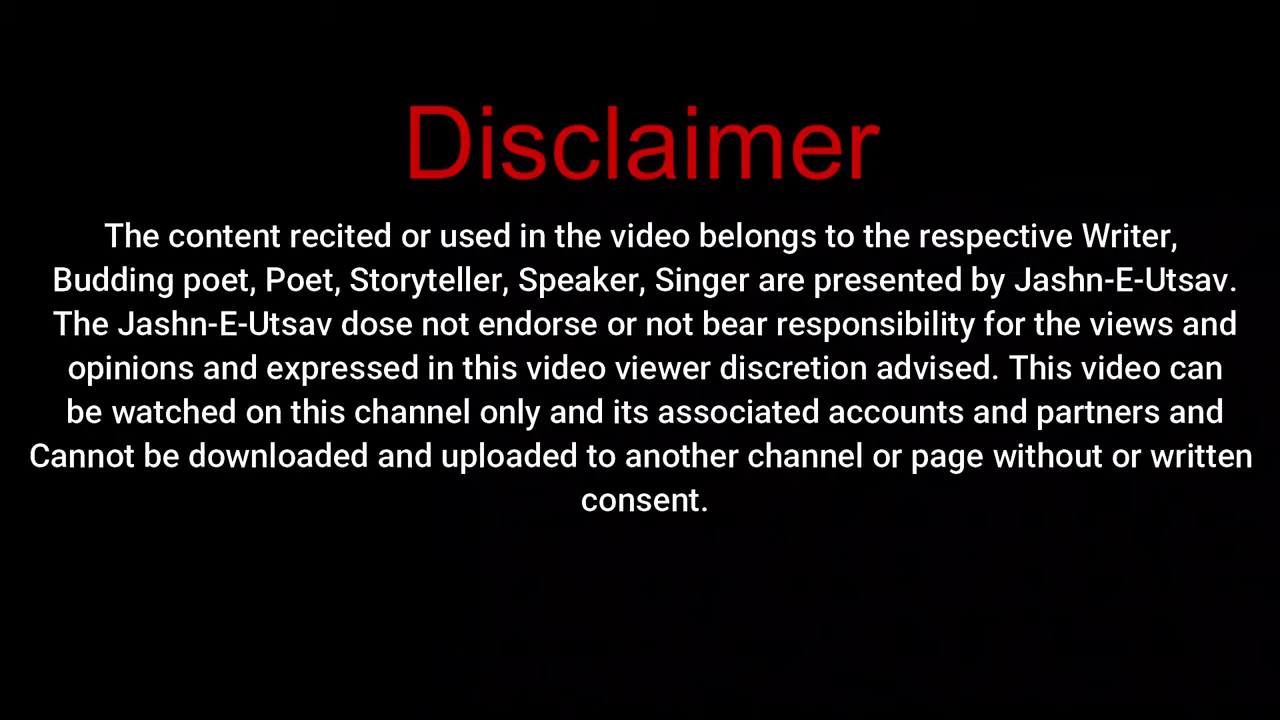 Disclaimer
The content recited or used in the video belongs to the respective Writer,
Budding poet, Poet, Storyteller, Speaker, Singer are presented by Jashn-E-Utsav.
The Jashn-E-Utsav dose not endorse or not bear responsibility for the views and
opinions and expressed in this video viewer discretion advised. This video can
be watched on this channel only and its associated accounts and partners and
Cannot be downloaded and uploaded to another channel or page without or written
consent.